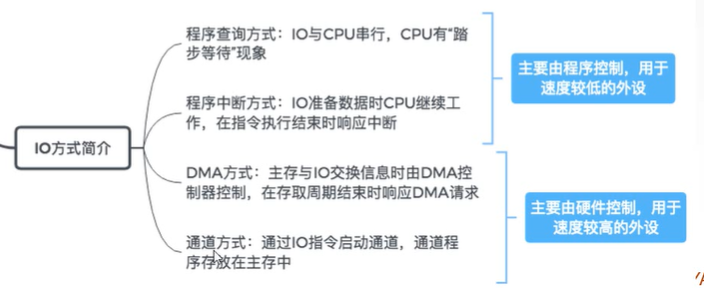 程序查询方式：IO与CPU串行，CPU有“踏
步等待”现象
主要由程序控制，用于
速度较低的外设
程序中断方式：IO准备数据时CPU继续工
作，在指令执行结束时响应中断
IO方式简介
DMA方式：主存与IO交换信息时由DMA控
制器控制，在存取周期结束时响应DMA请求
主要由硬件控制，用于
速度较高的外设
通道方式：通过IO指令启动通道，通道程
序存放在主存中